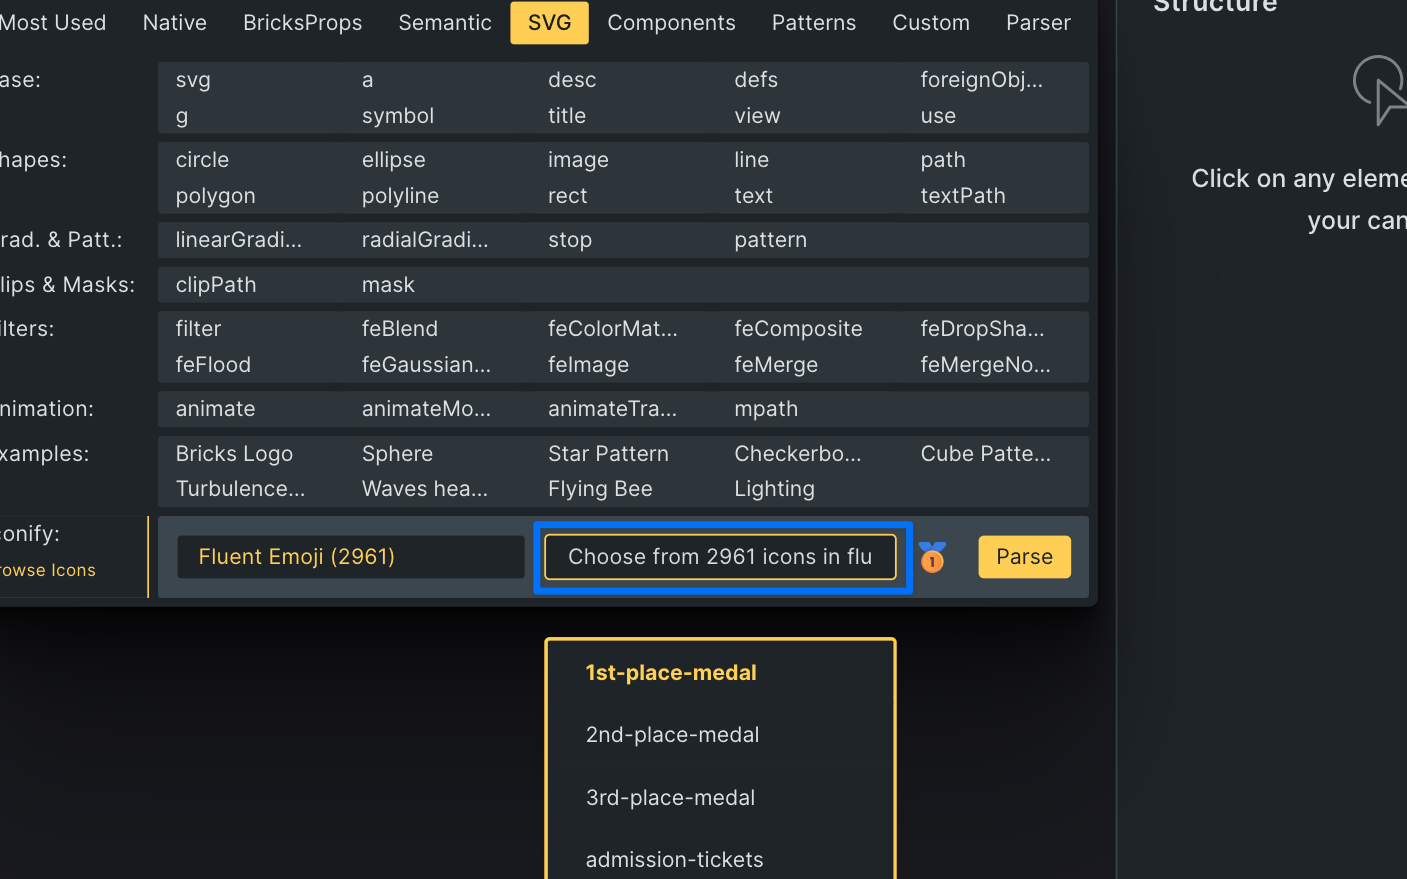 Most Used Native BricksProps Semantic SVG Components Patterns Custom Parser
Structure
ase: svg a desc defs foreignObj...
g symbol title view use
hapes: circle ellipse image line path
polygon polyline rect text textPath
rad. & Patt.: linearGradi... radialGradi... stop pattern
lips & Masks: clipPath mask
ilters: filter feBlend feColorMat... feComposite feDropSha...
feFlood feGaussian... feImage feMerge feMergeNo...
nimation: animate animateMo... animateTra... mpath
xamples: Bricks Logo Sphere Star Pattern Checkerbo... Cube Patte...
Turbulence... Waves hea... Flying Bee Lighting
onify:
rowse Icons
Fluent Emoji (2961) Choose from 2961 icons in flu 1 Parse
1st-place-medal
2nd-place-medal
3rd-place-medal
admission-tickets
Click on any eleme
your can